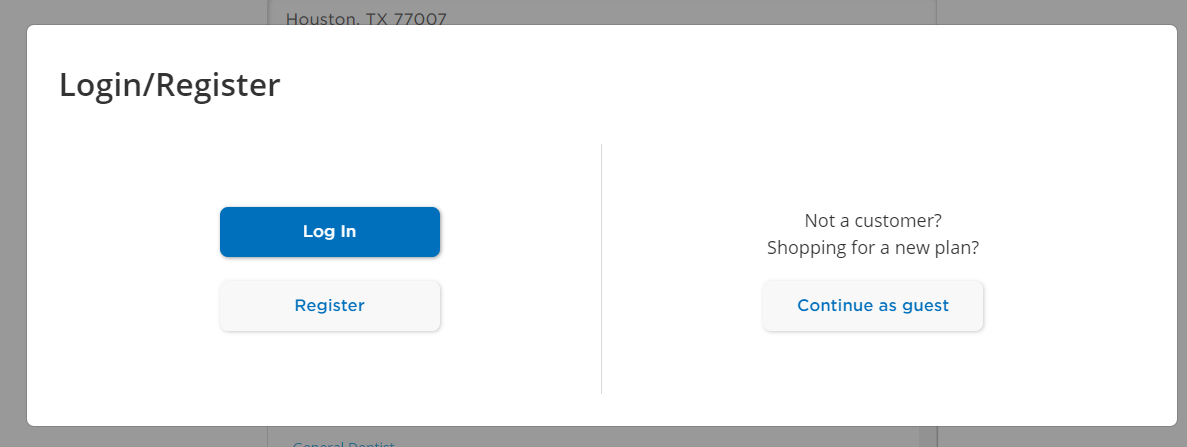 Houston, TX 77007
Login/Register
Log In
Register
Not a customer?
Shopping for a new plan?
Continue as guest
General Dentist